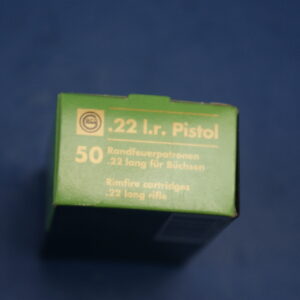 .22 l.r. Pistol
50 Randfeuerpatronen
.22 lang für Büchsen
Rimfire cartridges
.22 long rifle